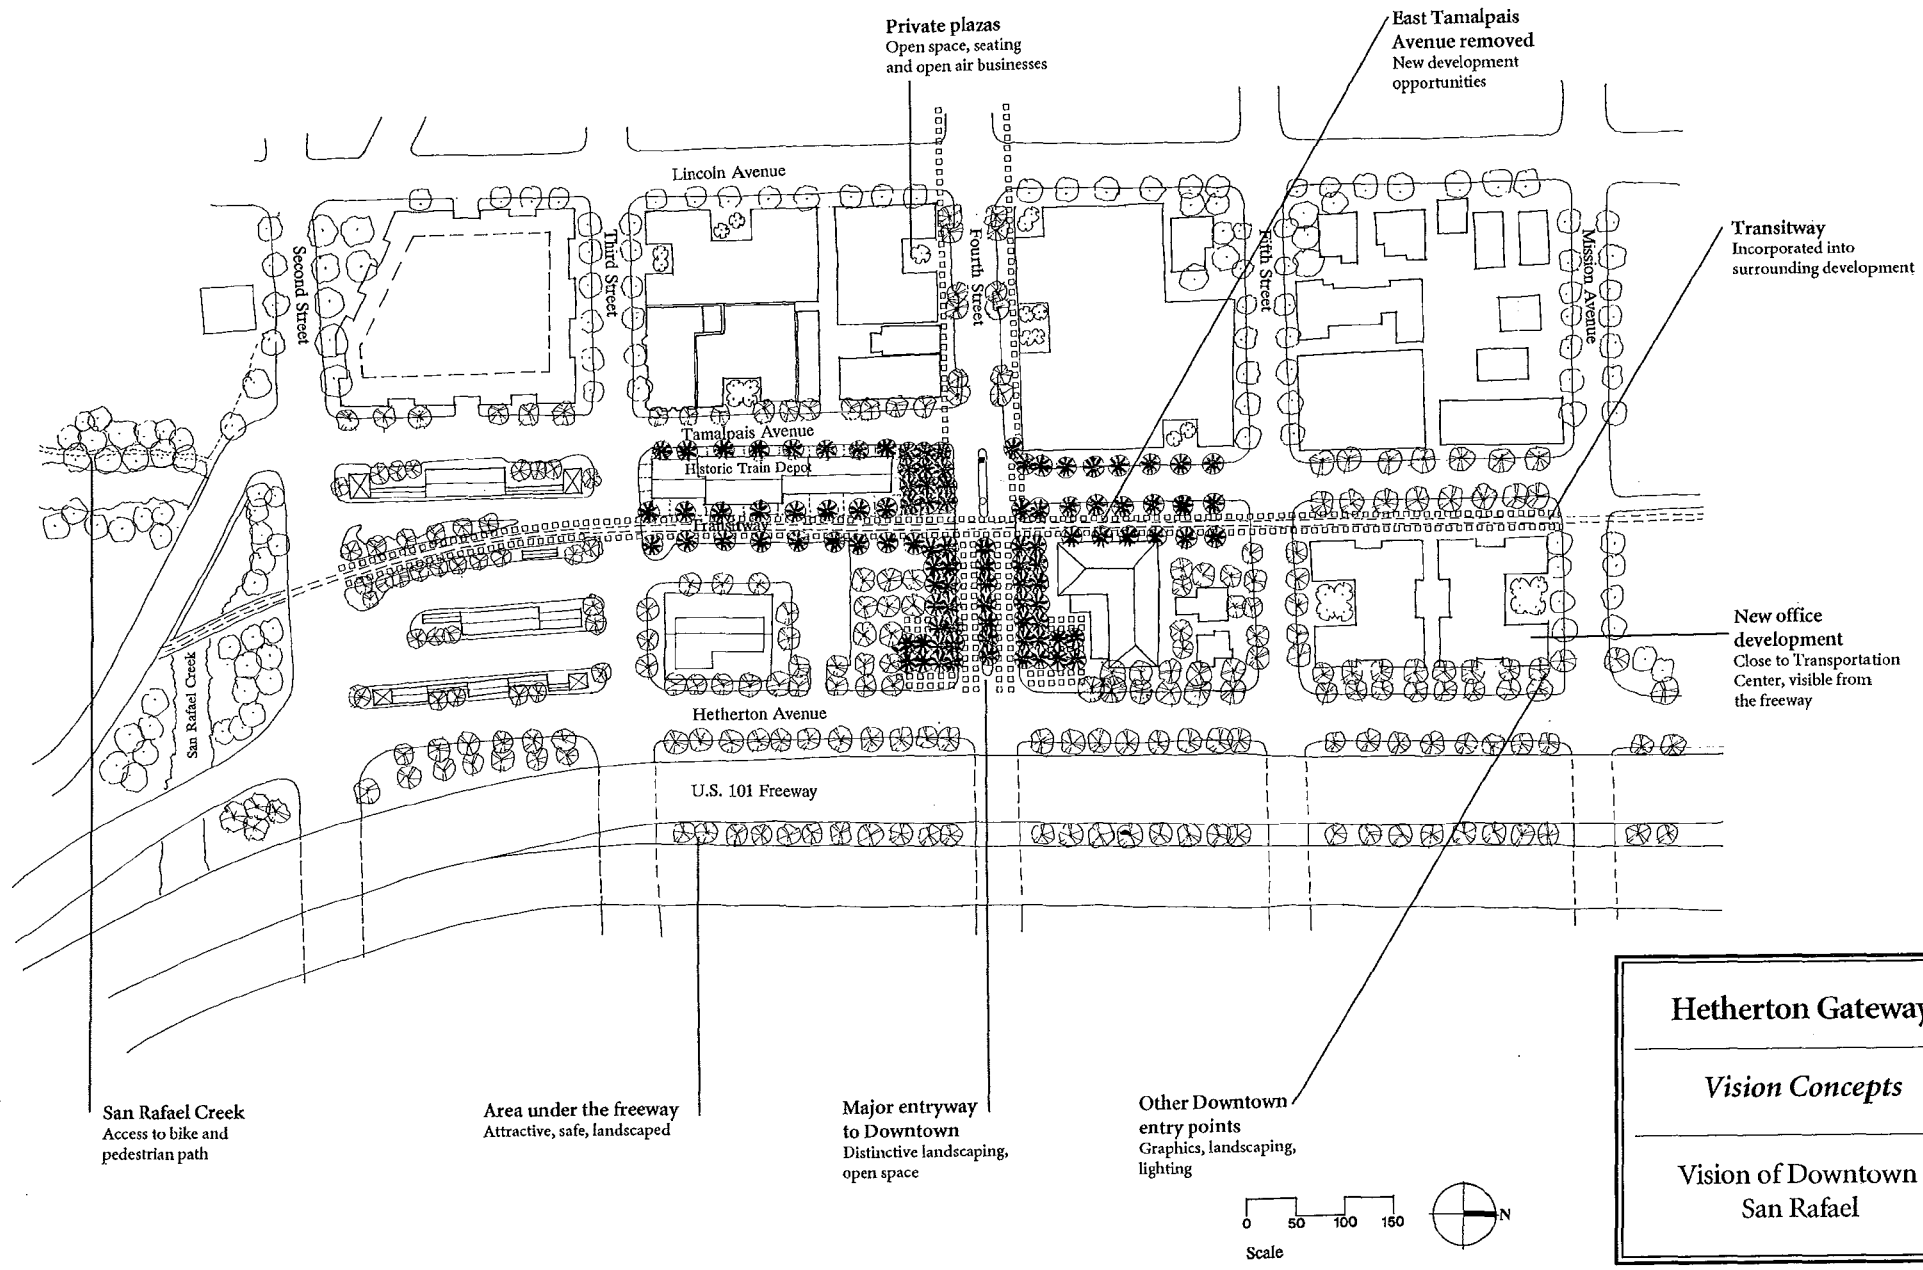 Private plazas
Open space, seating
and open air businesses
East Tamalpais
Avenue removed
New development
opportunities
Lincoln Avenue
Transitway
Incorporated into
surrounding development
Second Street
Third Street
Fourth Street
Fifth Street
Mission Avenue
Tamalpais Avenue
Historic Train Depot
Transitway
New office
development
Close to Transportation
Center, visible from
the freeway
San Rafael Creek
Hetherton Avenue
U.S. 101 Freeway
San Rafael Creek
Access to bike and
pedestrian path
Area under the freeway
Attractive, safe, landscaped
Major entryway
to Downtown
Distinctive landscaping,
open space
Other Downtown
entry points
Graphics, landscaping,
lighting
0 50 100 150
Scale
N
Hetherton Gateway
Vision Concepts
Vision of Downtown
San Rafael